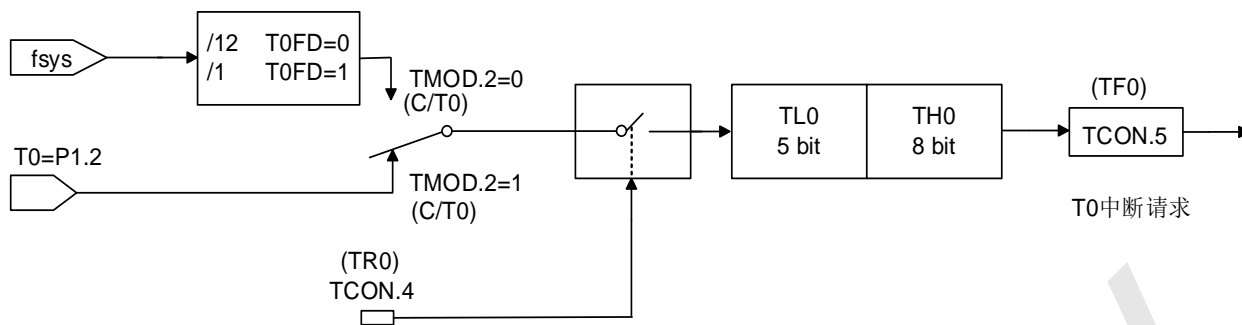 fsys
/12 T0FD=0
/1 T0FD=1
TMOD.2=0
(C/T0)
T0=P1.2
TMOD.2=1
(C/T0)
(TR0)
TCON.4
TL0
5 bit
TH0
8 bit
(TF0)
TCON.5
T0中断请求